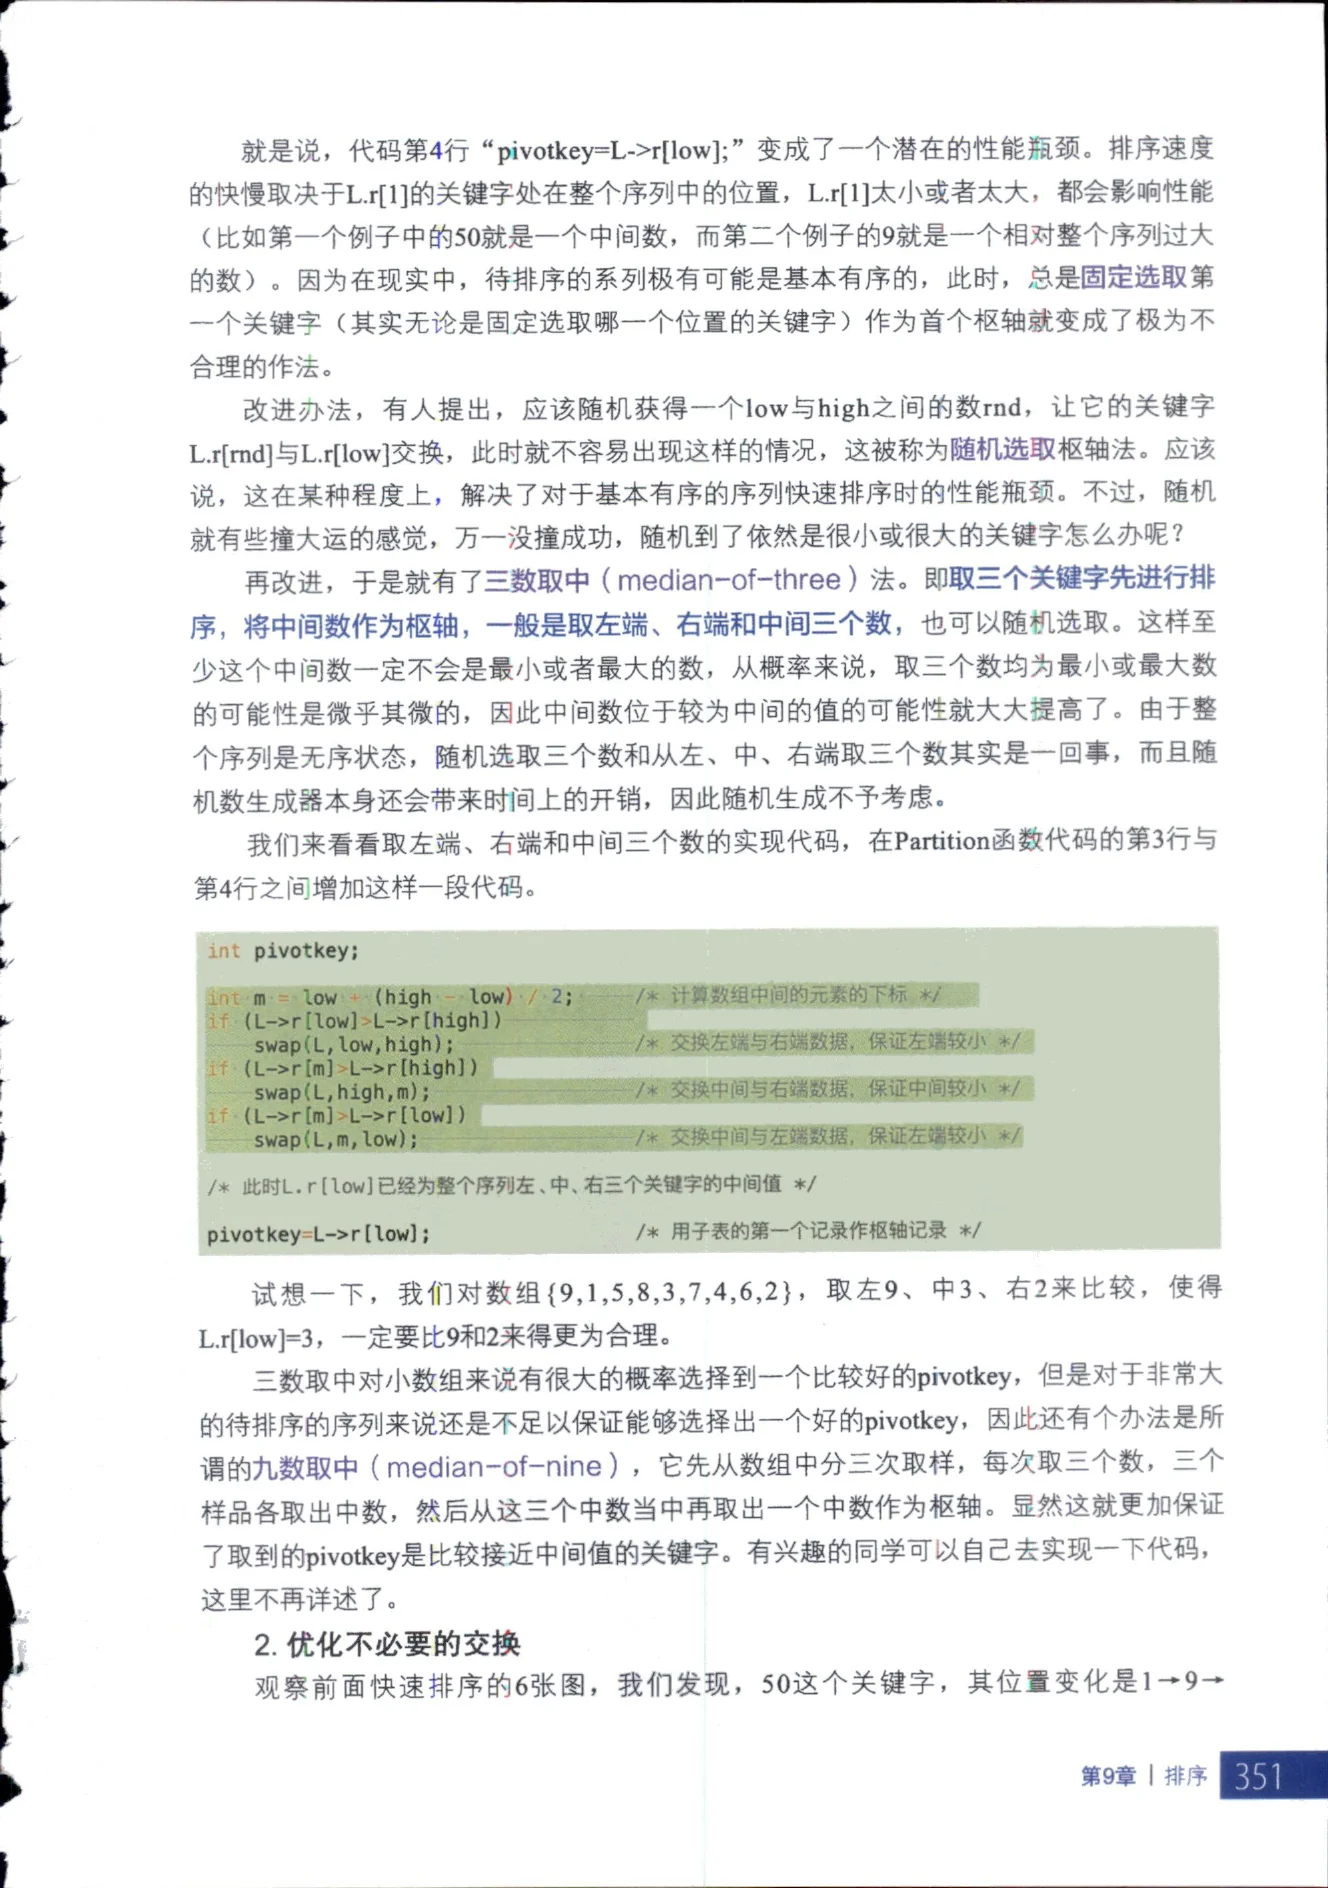 就是说，代码第4行“pivotkey=L->r[low];”变成了一个潜在的性能瓶颈。排序速度
的快慢取决于L.r[1]的关键字处在整个序列中的位置，L.r[1]太小或者太大，都会影响性能
（比如第一个例子中的50就是一个中间数，而第二个例子的9就是一个相对整个序列过大
的数）。因为在现实中，待排序的系列极有可能是基本有序的，此时，总是固定选取第
一个关键字（其实无论是固定选取哪一个位置的关键字）作为首个枢轴就变成了极为不
合理的作法。
改进办法，有人提出，应该随机获得一个low与high之间的数rnd，让它的关键字
L.r[rnd]与L.r[low]交换，此时就不容易出现这样的情况，这被称为随机选取枢轴法。应该
说，这在某种程度上，解决了对于基本有序的序列快速排序时的性能瓶颈。不过，随机
就有些撞大运的感觉，万一没撞成功，随机到了依然是很小或很大的关键字怎么办呢？
再改进，于是就有了三数取中（median-of-three）法。即取三个关键字先进行排
序，将中间数作为枢轴，一般是取左端、右端和中间三个数，也可以随机选取。这样至
少这个中间数一定不会是最小或者最大的数，从概率来说，取三个数均为最小或最大数
的可能性是微乎其微的，因此中间数位于较为中间的值的可能性就大大提高了。由于整
个序列是无序状态，随机选取三个数和从左、中、右端取三个数其实是一回事，而且随
机数生成器本身还会带来时间上的开销，因此随机生成不予考虑。
我们来看看取左端、右端和中间三个数的实现代码，在Partition函数代码的第3行与
第4行之间增加这样一段代码。
int pivotkey;
int m = low + (high - low) / 2; /* 计算数组中间的元素的下标 */
if (L->r[low]>L->r[high])
swap(L,low,high); /* 交换左端与右端数据，保证左端较小 */
if (L->r[m]>L->r[high])
swap(L,high,m); /* 交换中间与右端数据，保证中间较小 */
if (L->r[m]>L->r[low])
swap(L,m,low); /* 交换中间与左端数据，保证左端较小 */
/* 此时L.r[low]已经为整个序列左、中、右三个关键字的中间值 */
pivotkey=L->r[low]; /* 用子表的第一个记录作枢轴记录 */
试想一下，我们对数组{9,1,5,8,3,7,4,6,2}，取左9、中3、右2来比较，使得
L.r[low]=3，一定要比9和2来得更为合理。
三数取中对小数组来说有很大的概率选择到一个比较好的pivotkey，但是对于非常大
的待排序的序列来说还是不足以保证能够选择出一个好的pivotkey，因此还有个办法是所
谓的九数取中（median-of-nine），它先从数组中分三次取样，每次取三个数，三个
样品各取出中数，然后从这三个中数当中再取出一个中数作为枢轴。显然这就更加保证
了取到的pivotkey是比较接近中间值的关键字。有兴趣的同学可以自己去实现一下代码，
这里不再详述了。
2. 优化不必要的交换
观察前面快速排序的6张图，我们发现，50这个关键字，其位置变化是1→9→
第9章 | 排序 351